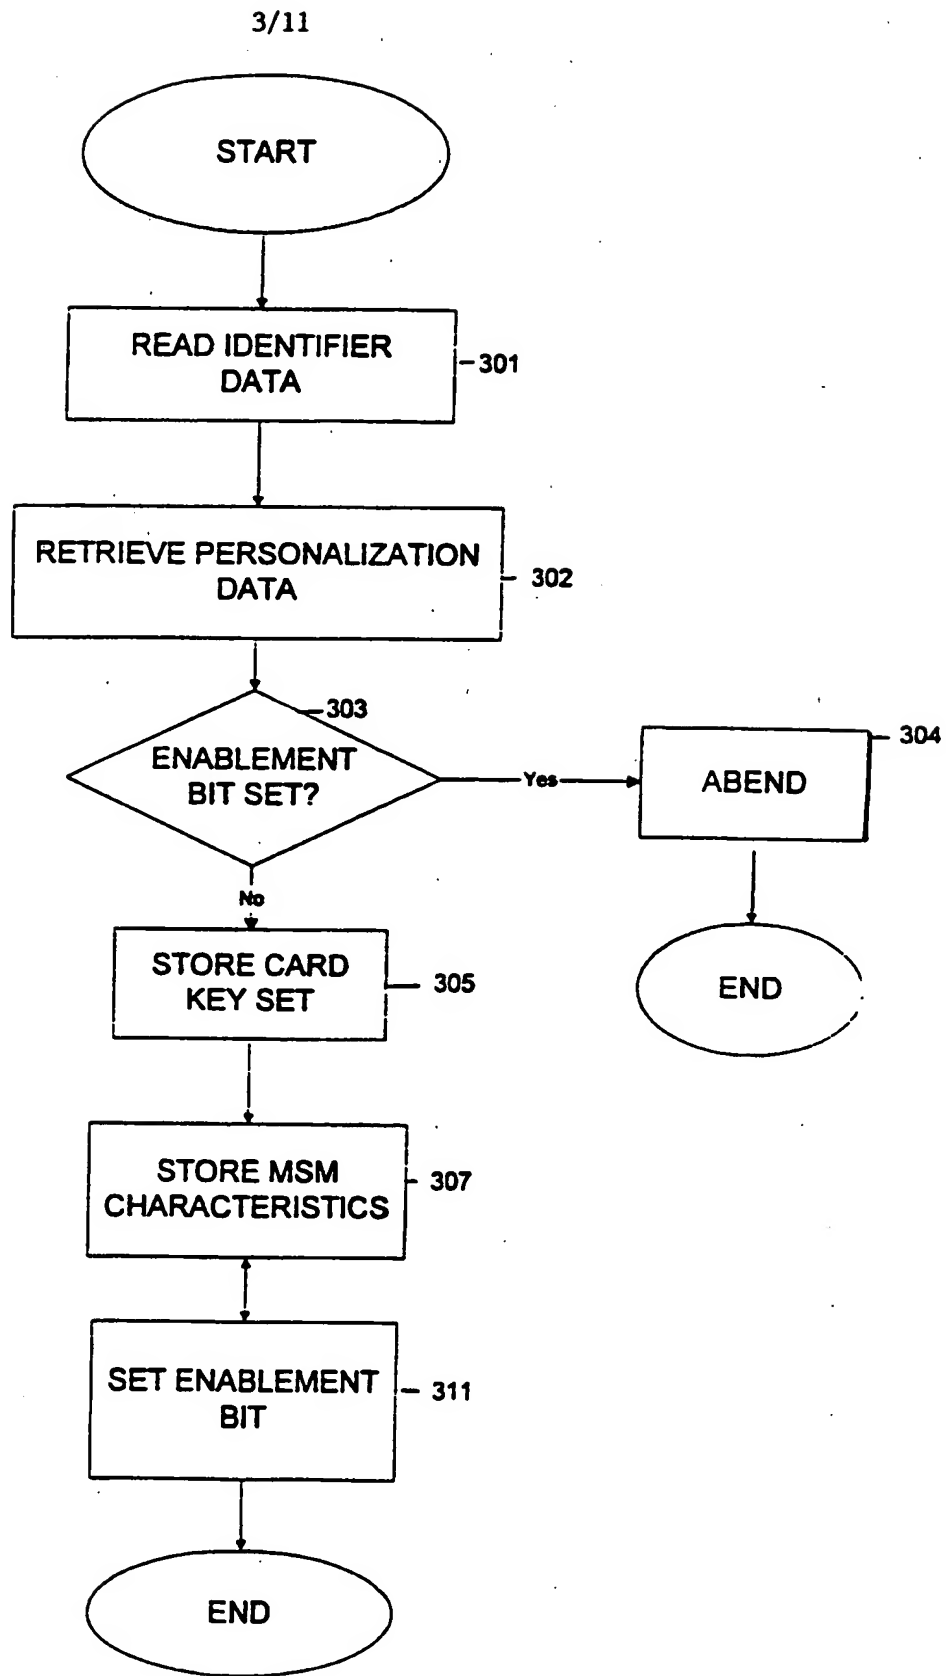 3/11
START
READ IDENTIFIER
DATA
301
RETRIEVE PERSONALIZATION
DATA
302
303
ENABLEMENT
BIT SET?
Yes
304
ABEND
No
END
STORE CARD
KEY SET
305
STORE MSM
CHARACTERISTICS
307
SET ENABLEMENT
BIT
311
END